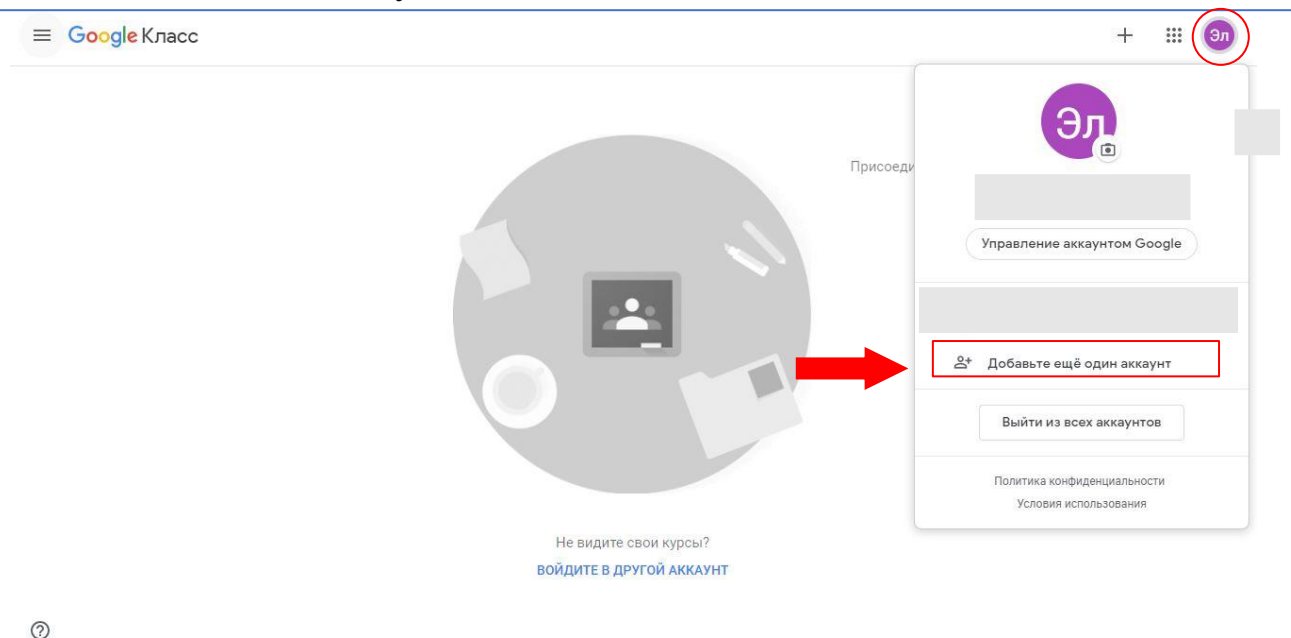 Google Класс
Эл
Эл
Присоеди
Управление аккаунтом Google
Добавьте ещё один аккаунт
Выйти из всех аккаунтов
Политика конфиденциальности
Условия использования
Не видите свои курсы?
ВОЙДИТЕ В ДРУГОЙ АККАУНТ